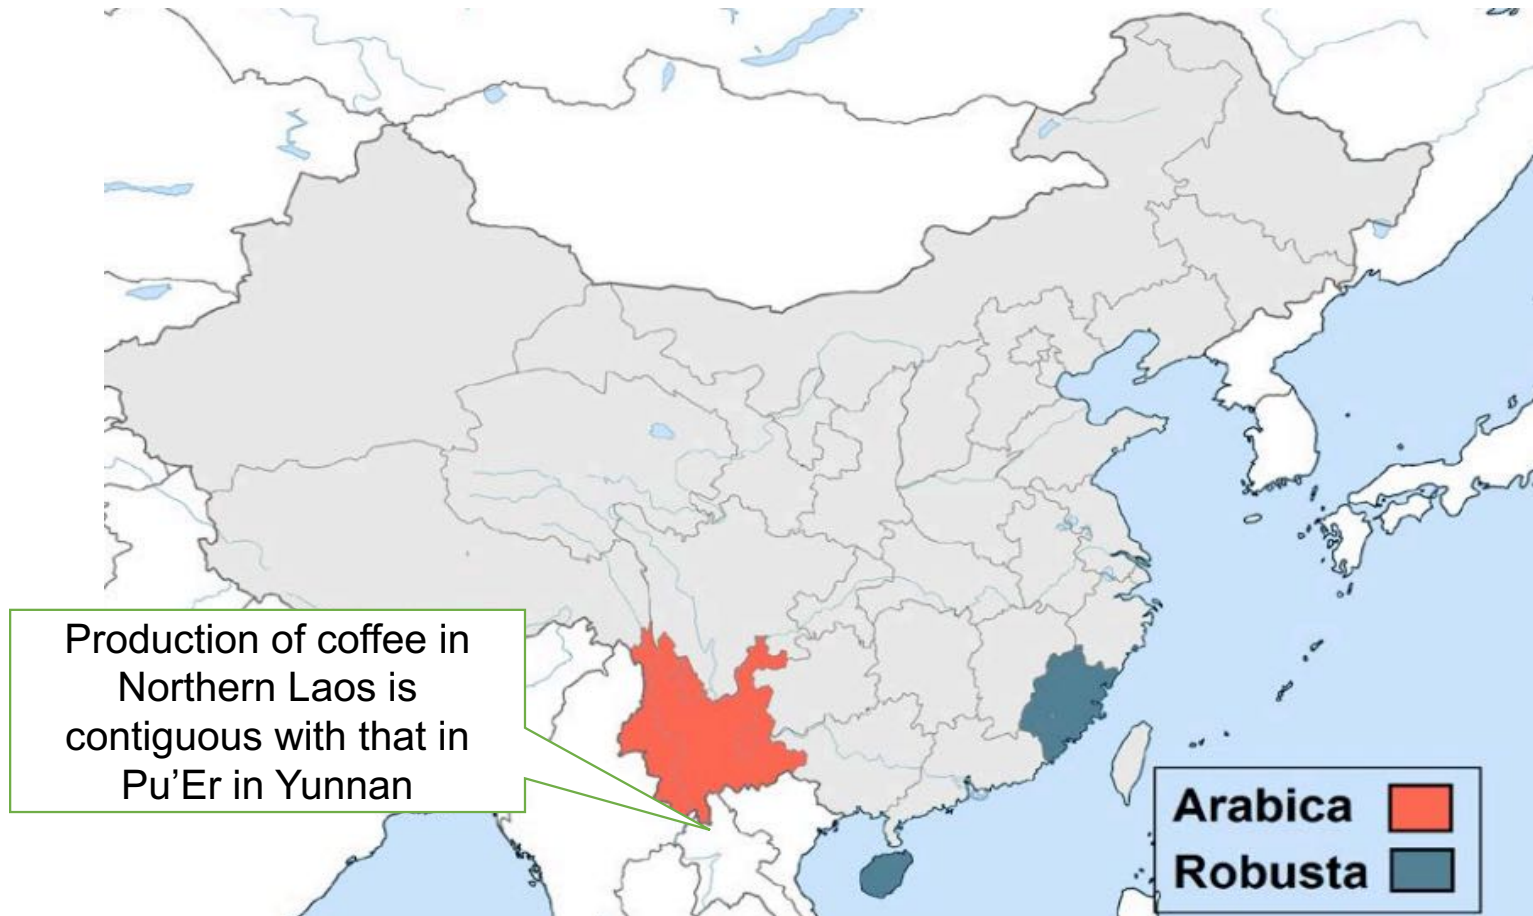 Production of coffee in
Northern Laos is
contiguous with that in
Pu’Er in Yunnan
Arabica
Robusta